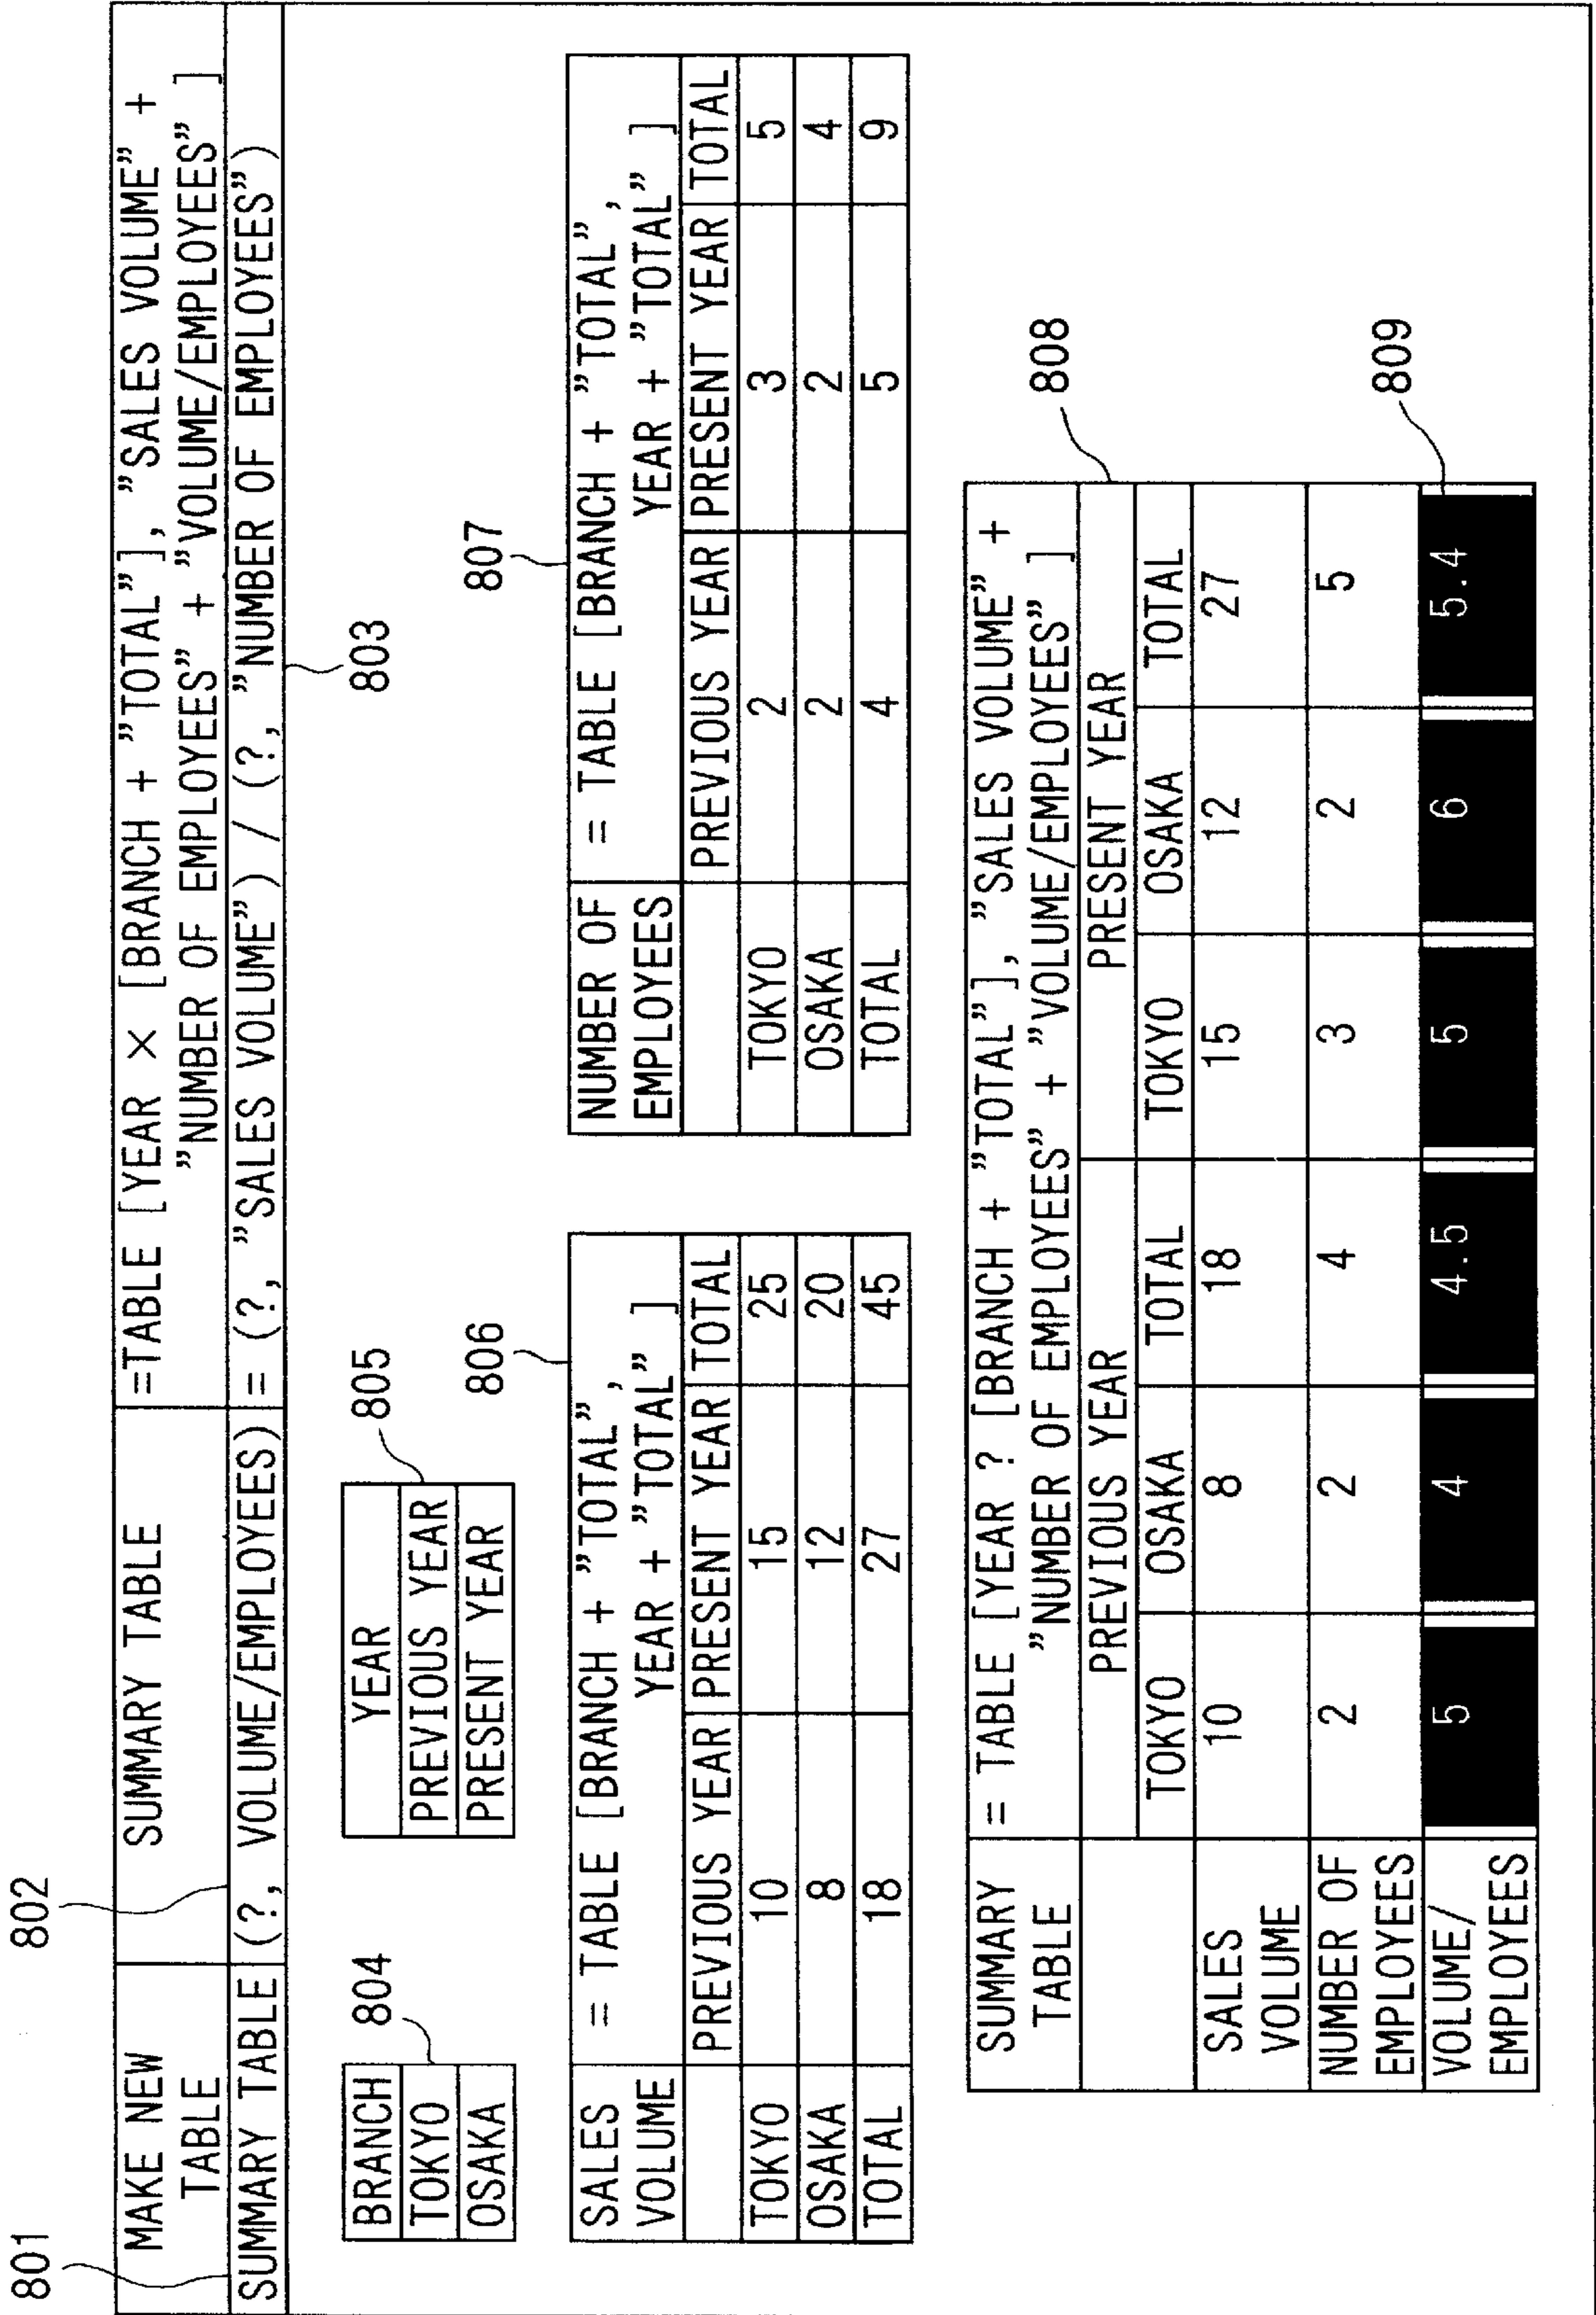 801
802
MAKE NEW TABLE SUMMARY TABLE =TABLE [YEAR × [BRANCH + ”TOTAL”], ”SALES VOLUME” +
”NUMBER OF EMPLOYEES” + ”VOLUME/EMPLOYEES” ]
SUMMARY TABLE (?, VOLUME/EMPLOYEES) = (?, ”SALES VOLUME”) / (?, ”NUMBER OF EMPLOYEES”)
803
BRANCH
TOKYO
OSAKA
804
YEAR
PREVIOUS YEAR
PRESENT YEAR
805
806
SALES VOLUME = TABLE [BRANCH + ”TOTAL”,
YEAR + ”TOTAL” ]
PREVIOUS YEAR PRESENT YEAR TOTAL
TOKYO 10 15 25
OSAKA 8 12 20
TOTAL 18 27 45
807
NUMBER OF EMPLOYEES = TABLE [BRANCH + ”TOTAL”,
YEAR + ”TOTAL” ]
PREVIOUS YEAR PRESENT YEAR TOTAL
TOKYO 2 3 5
OSAKA 2 2 4
TOTAL 4 5 9
SUMMARY TABLE = TABLE [YEAR ? [BRANCH + ”TOTAL”], ”SALES VOLUME” +
”NUMBER OF EMPLOYEES” + ”VOLUME/EMPLOYEES” ]
808
PREVIOUS YEAR PRESENT YEAR
TOKYO OSAKA TOTAL TOKYO OSAKA TOTAL
SALES VOLUME 10 8 18 15 12 27
NUMBER OF EMPLOYEES 2 2 4 3 2 5
VOLUME/ EMPLOYEES 5 4 4.5 5 6 5.4
809